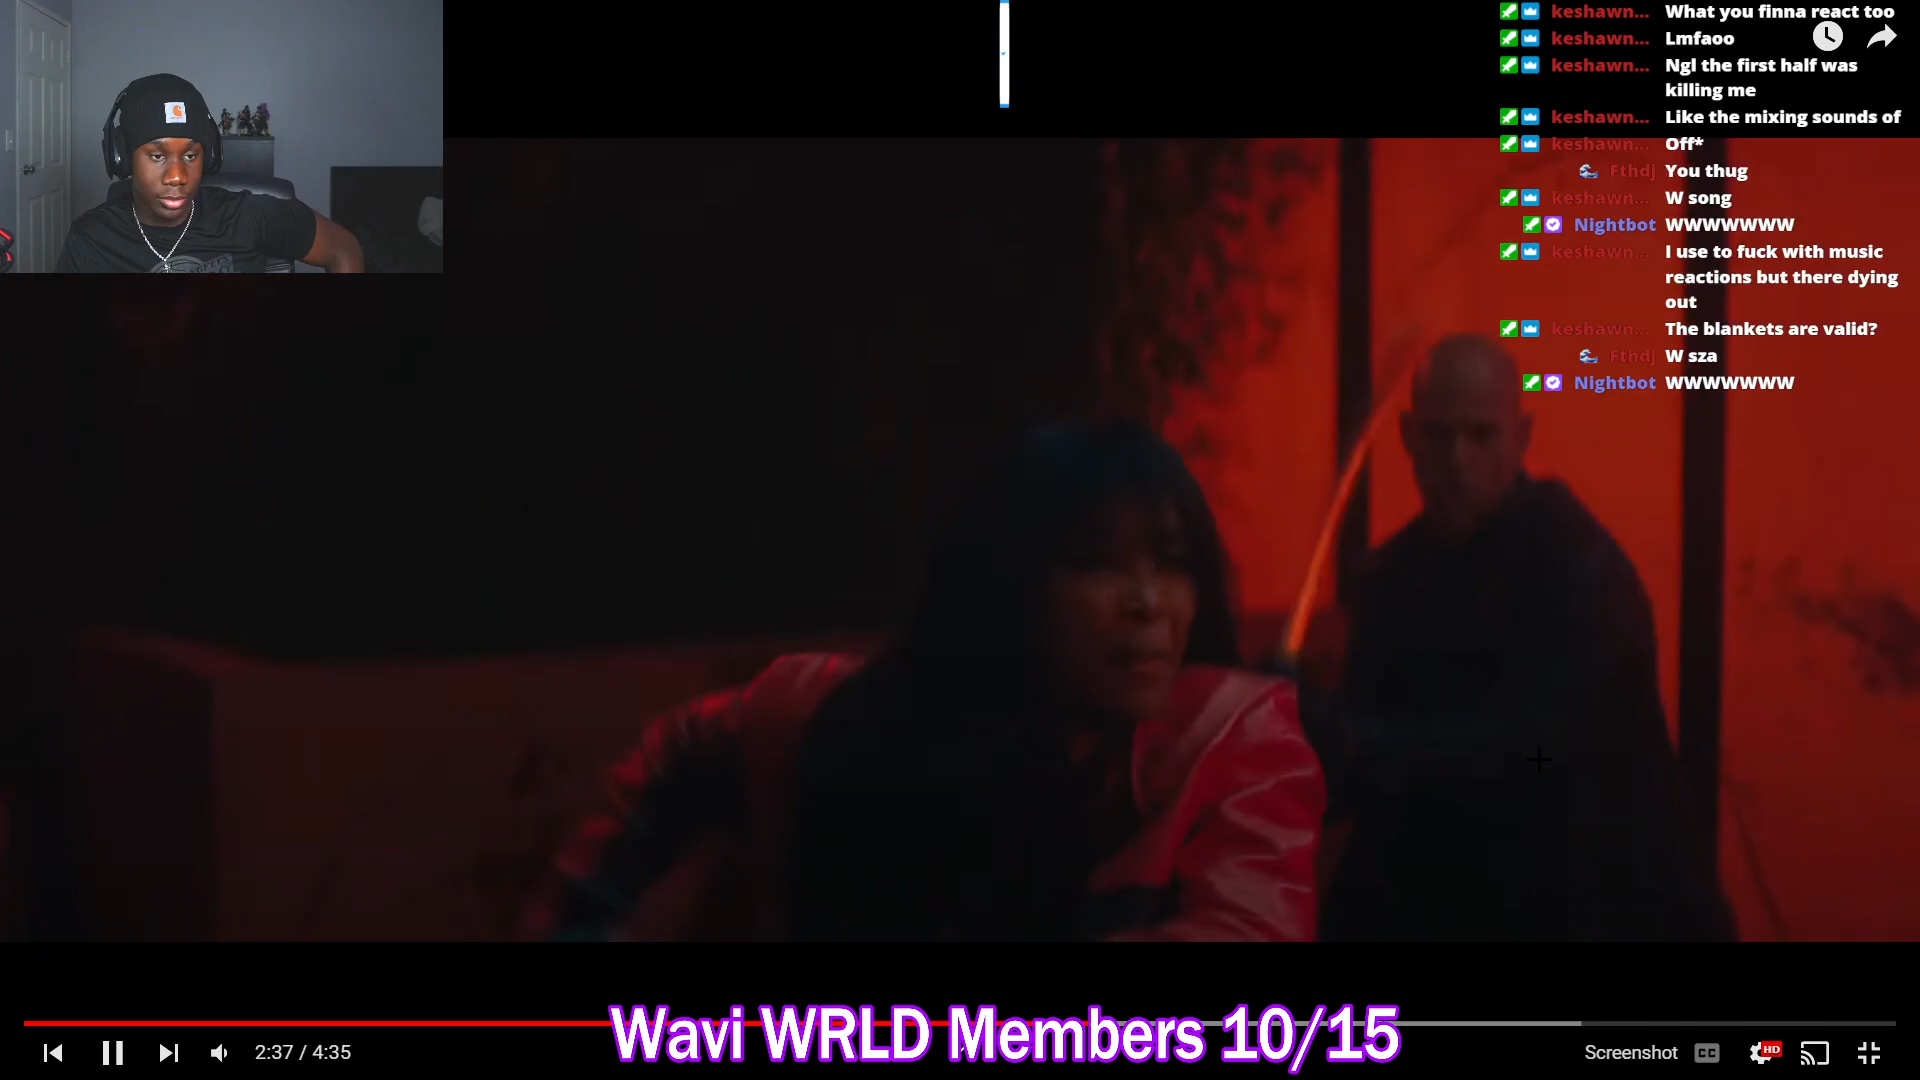 keshawn... What you finna react too
keshawn... Lmfaoo
keshawn... Ngl the first half was
killing me
keshawn... Like the mixing sounds of
keshawn... Off*
Fthdj You thug
keshawn... W song
Nightbot WWWWWWW
keshawn... I use to fuck with music
reactions but there dying
out
keshawn... The blankets are valid?
Fthdj W sza
Nightbot WWWWWWW
Wavi WRLD Members 10/15
2:37 / 4:35
Screenshot
CC
HD